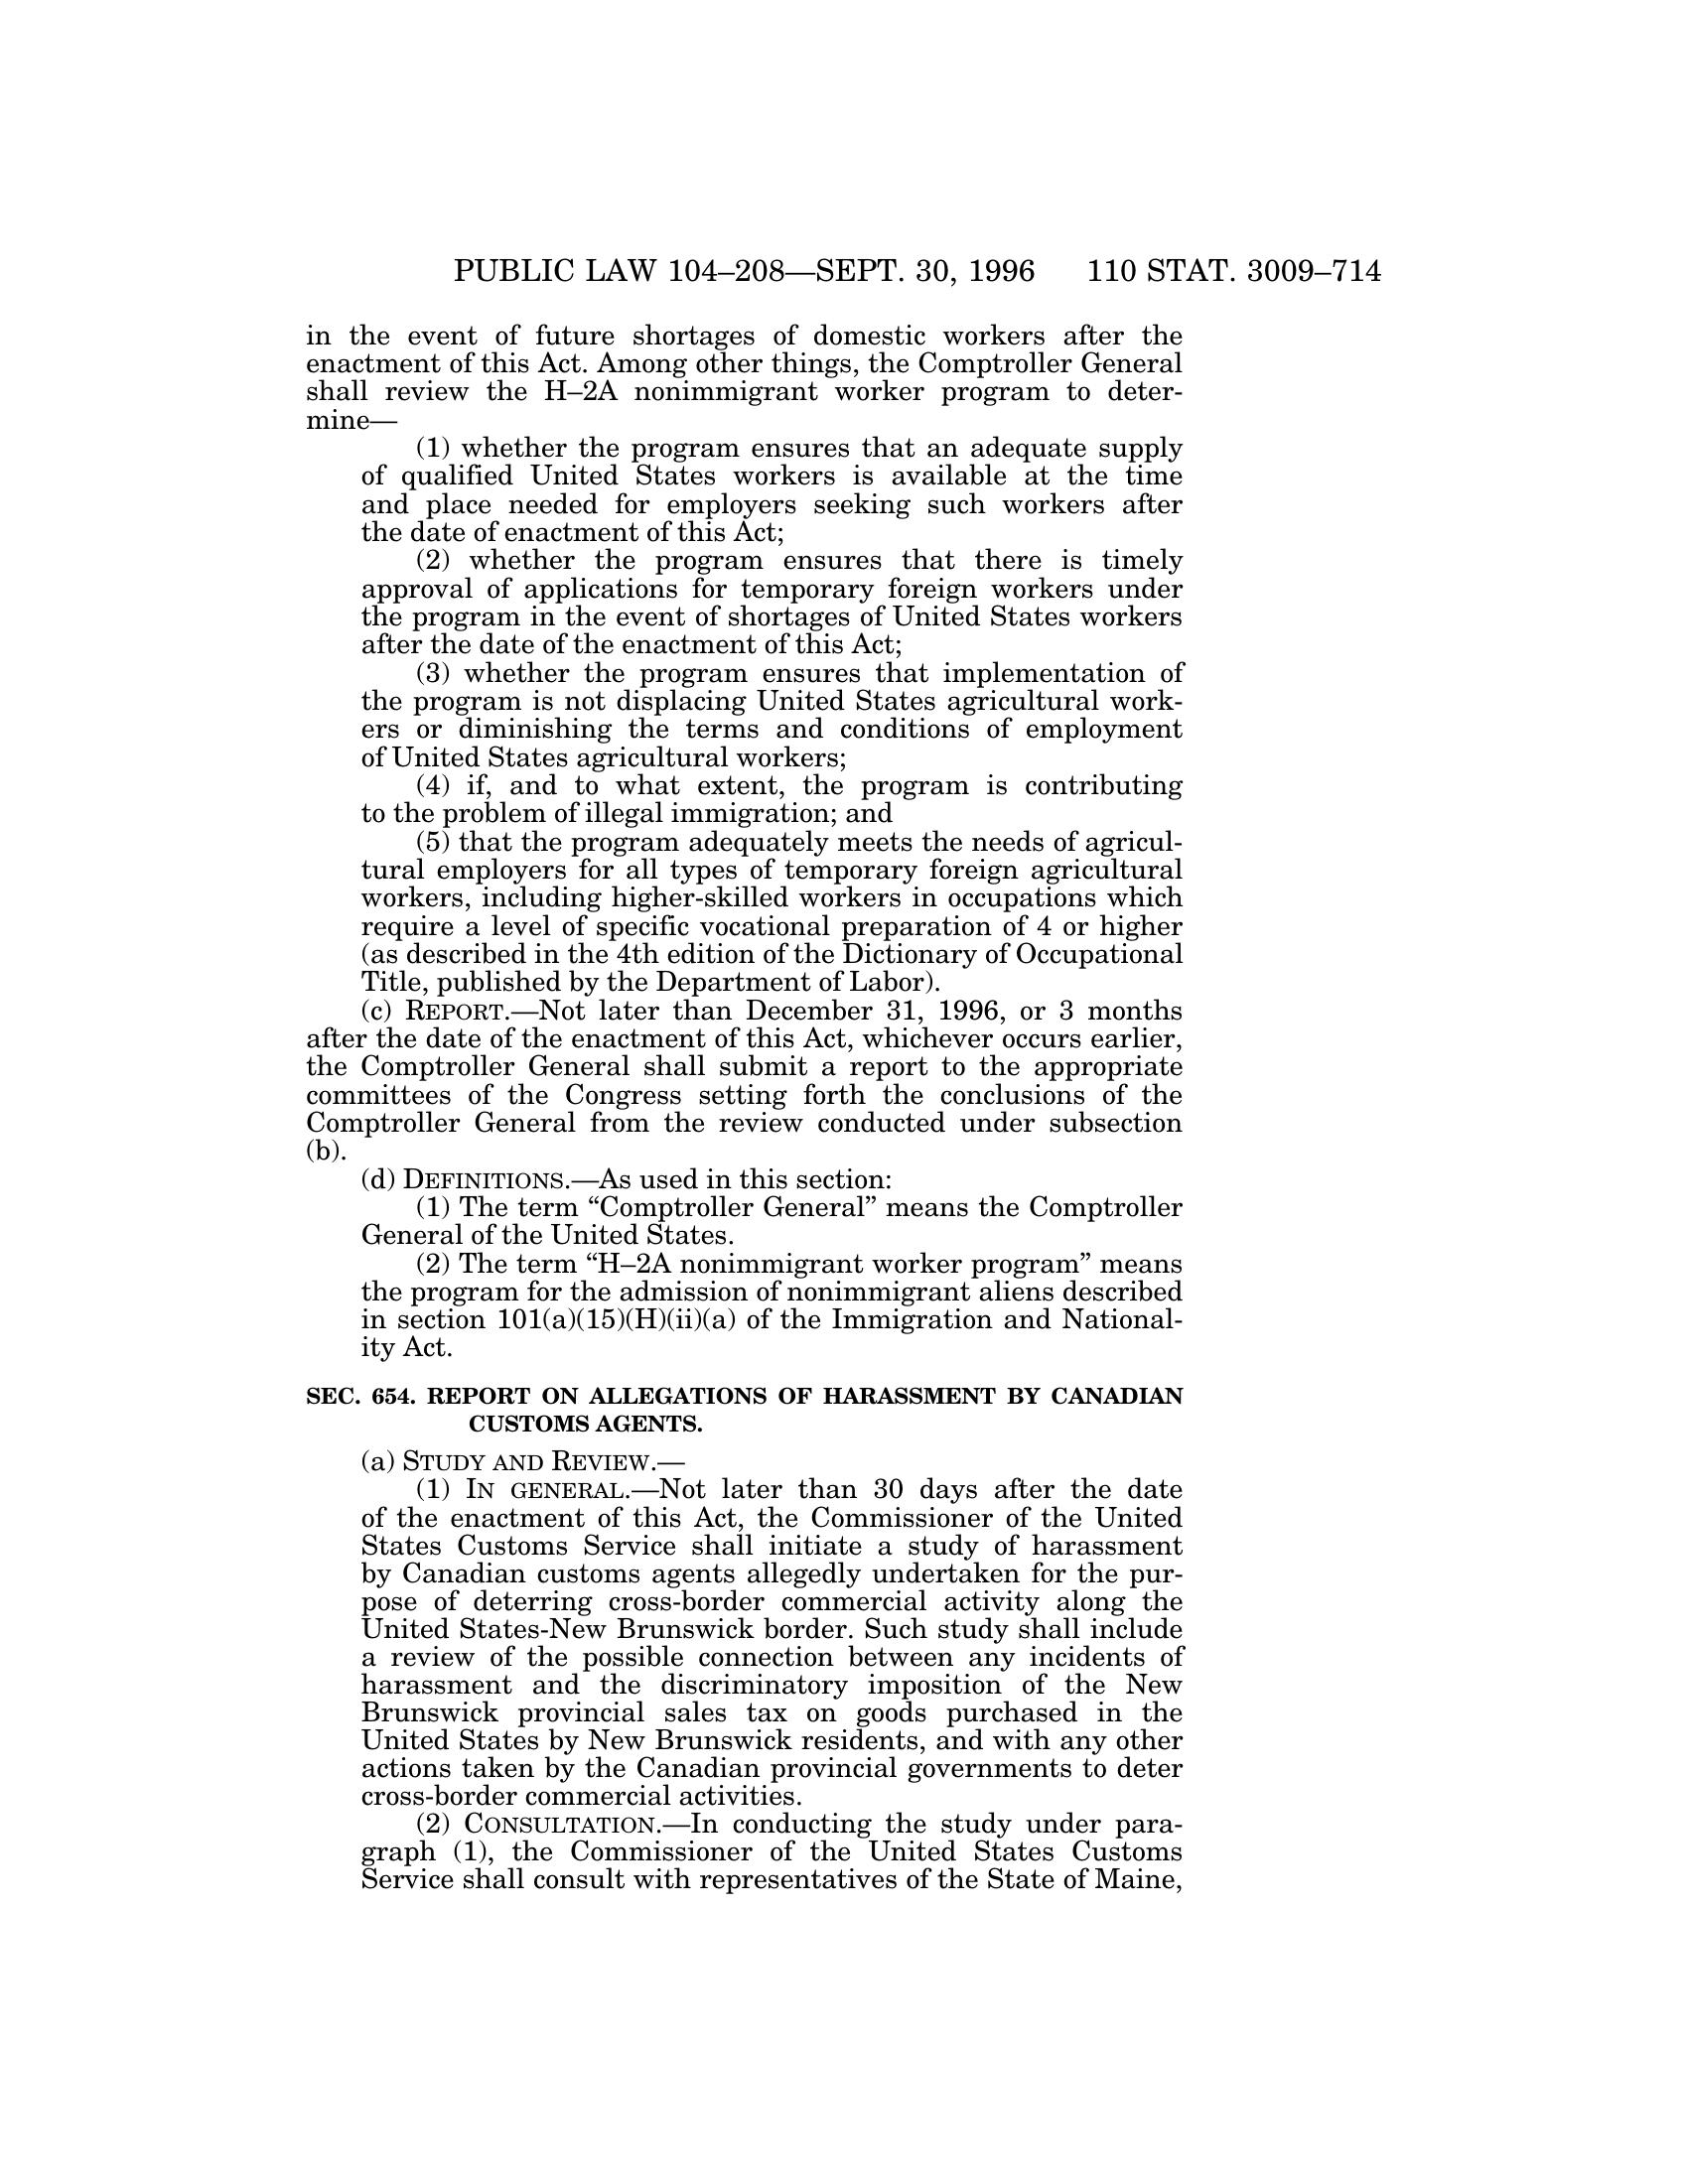 PUBLIC LAW 104–208—SEPT. 30, 1996 110 STAT. 3009–714
in the event of future shortages of domestic workers after the
enactment of this Act. Among other things, the Comptroller General
shall review the H–2A nonimmigrant worker program to deter-
mine—
(1) whether the program ensures that an adequate supply
of qualified United States workers is available at the time
and place needed for employers seeking such workers after
the date of enactment of this Act;
(2) whether the program ensures that there is timely
approval of applications for temporary foreign workers under
the program in the event of shortages of United States workers
after the date of the enactment of this Act;
(3) whether the program ensures that implementation of
the program is not displacing United States agricultural work-
ers or diminishing the terms and conditions of employment
of United States agricultural workers;
(4) if, and to what extent, the program is contributing
to the problem of illegal immigration; and
(5) that the program adequately meets the needs of agricul-
tural employers for all types of temporary foreign agricultural
workers, including higher-skilled workers in occupations which
require a level of specific vocational preparation of 4 or higher
(as described in the 4th edition of the Dictionary of Occupational
Title, published by the Department of Labor).
(c) REPORT.—Not later than December 31, 1996, or 3 months
after the date of the enactment of this Act, whichever occurs earlier,
the Comptroller General shall submit a report to the appropriate
committees of the Congress setting forth the conclusions of the
Comptroller General from the review conducted under subsection
(b).
(d) DEFINITIONS.—As used in this section:
(1) The term “Comptroller General” means the Comptroller
General of the United States.
(2) The term “H–2A nonimmigrant worker program” means
the program for the admission of nonimmigrant aliens described
in section 101(a)(15)(H)(ii)(a) of the Immigration and National-
ity Act.
SEC. 654. REPORT ON ALLEGATIONS OF HARASSMENT BY CANADIAN
CUSTOMS AGENTS.
(a) STUDY AND REVIEW.—
(1) IN GENERAL.—Not later than 30 days after the date
of the enactment of this Act, the Commissioner of the United
States Customs Service shall initiate a study of harassment
by Canadian customs agents allegedly undertaken for the pur-
pose of deterring cross-border commercial activity along the
United States-New Brunswick border. Such study shall include
a review of the possible connection between any incidents of
harassment and the discriminatory imposition of the New
Brunswick provincial sales tax on goods purchased in the
United States by New Brunswick residents, and with any other
actions taken by the Canadian provincial governments to deter
cross-border commercial activities.
(2) CONSULTATION.—In conducting the study under para-
graph (1), the Commissioner of the United States Customs
Service shall consult with representatives of the State of Maine,